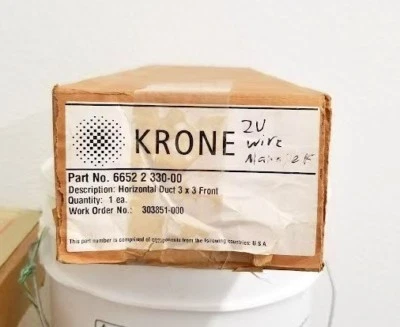 KRONE
2U
wire
Manager
Part No. 6652 2 330-00
Description: Horizontal Duct 3 x 3 Front
Quantity: 1 ea.
Work Order No.: 303851-000
This part number is comprised of components from the following countries: U.S.A